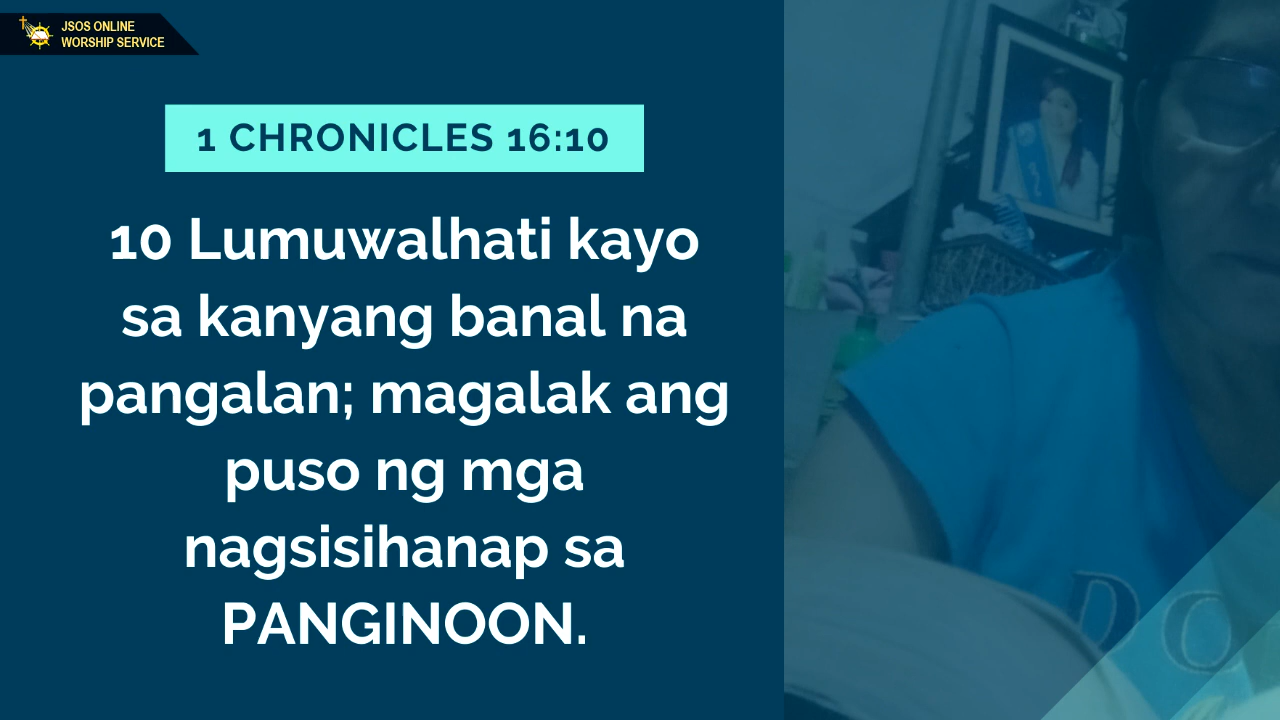 JSOS ONLINE
WORSHIP SERVICE
1 CHRONICLES 16:10
10 Lumuwalhati kayo
sa kanyang banal na
pangalan; magalak ang
puso ng mga
nagsisihanap sa
PANGINOON.
DO